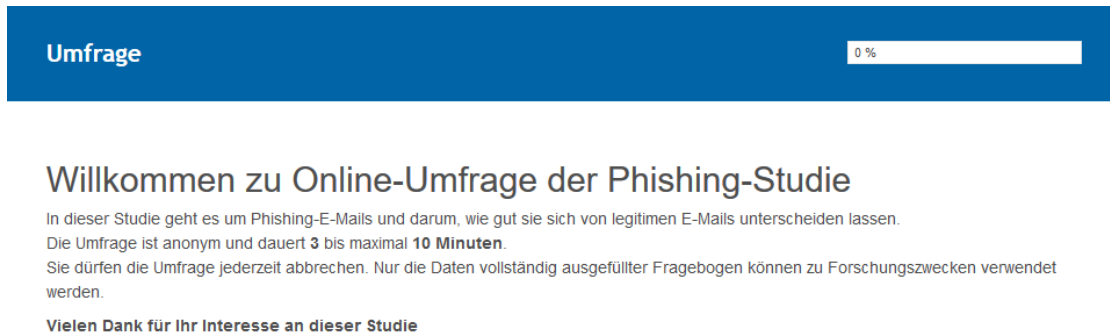 Umfrage
0 %
Willkommen zu Online-Umfrage der Phishing-Studie
In dieser Studie geht es um Phishing-E-Mails und darum, wie gut sie sich von legitimen E-Mails unterscheiden lassen.
Die Umfrage ist anonym und dauert 3 bis maximal 10 Minuten.
Sie dürfen die Umfrage jederzeit abbrechen. Nur die Daten vollständig ausgefüllter Fragebogen können zu Forschungszwecken verwendet
werden.
Vielen Dank für Ihr Interesse an dieser Studie